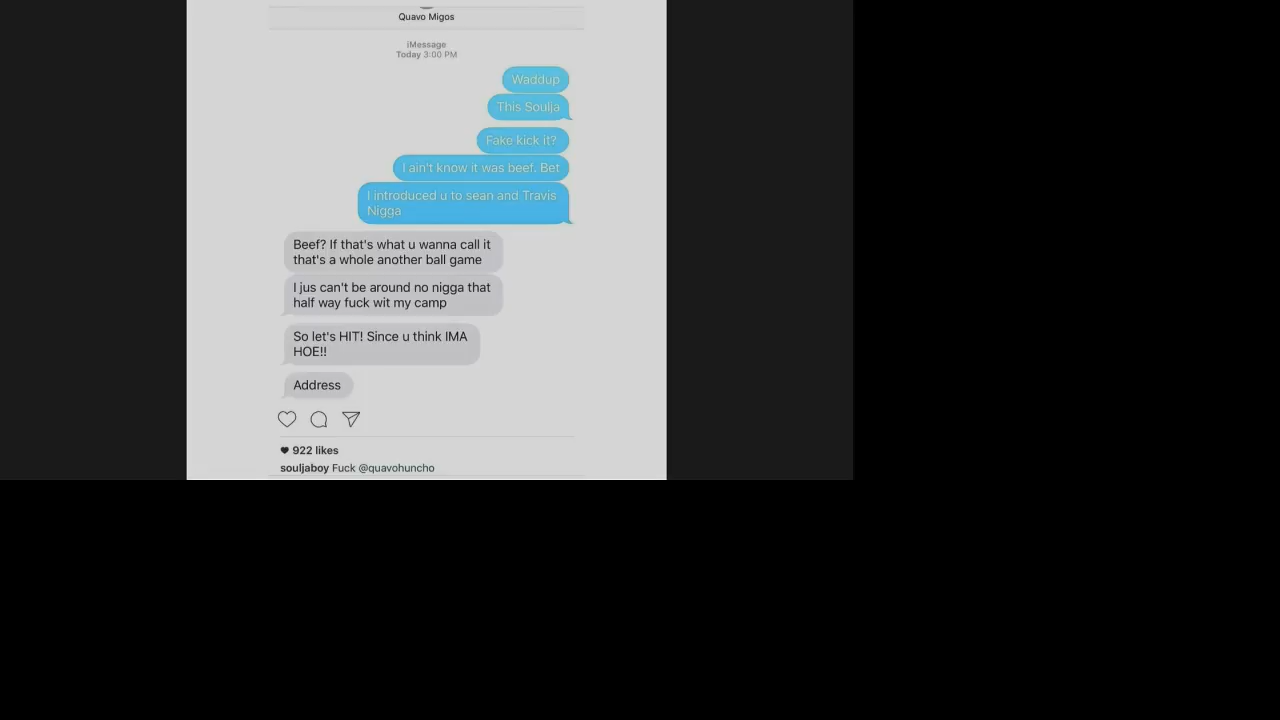 Quavo Migos
iMessage
Today 3:00 PM
Waddup
This Soulja
Fake kick it?
I ain't know it was beef. Bet
I introduced u to sean and Travis
Nigga
Beef? If that's what u wanna call it
that's a whole another ball game
I jus can't be around no nigga that
half way fuck wit my camp
So let's HIT! Since u think IMA
HOE!!
Address
922 likes
souljaboy Fuck @quavohuncho